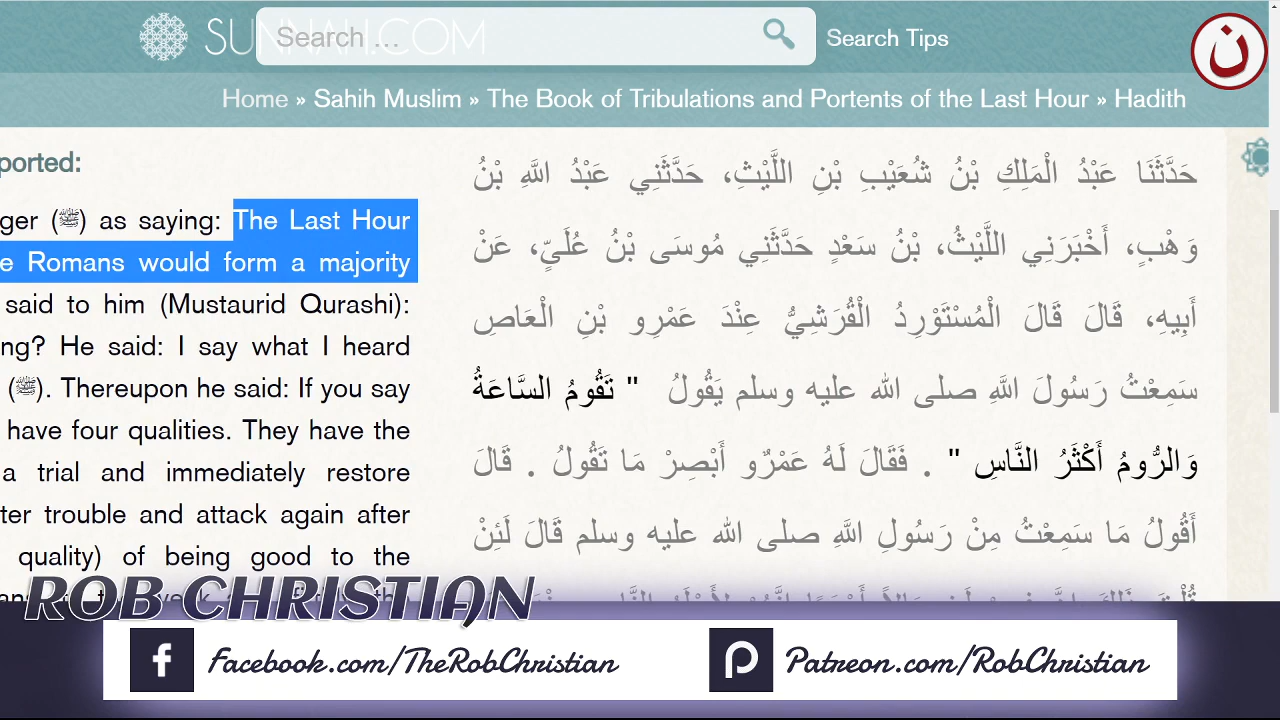 SUNNAH.COM
Search ...
Search Tips
ن
Home » Sahih Muslim » The Book of Tribulations and Portents of the Last Hour » Hadith
ported:
ger (ﷺ) as saying: The Last Hour
e Romans would form a majority
said to him (Mustaurid Qurashi):
ng? He said: I say what I heard
(ﷺ). Thereupon he said: If you say
have four qualities. They have the
a trial and immediately restore
ter trouble and attack again after
quality) of being good to the
حَدَّثَنَا عَبْدُ الْمَلِكِ بْنُ شُعَيْبِ بْنِ اللَّيْثِ، حَدَّثَنِي عَبْدُ اللَّهِ بْنُ
وَهْبٍ، أَخْبَرَنِي اللَّيْثُ، بْنُ سَعْدٍ حَدَّثَنِي مُوسَى بْنُ عُلَىٍّ، عَنْ
أَبِيهِ، قَالَ قَالَ الْمُسْتَوْرِدُ الْقُرَشِيُّ عِنْدَ عَمْرِو بْنِ الْعَاصِ
سَمِعْتُ رَسُولَ اللَّهِ صلى الله عليه وسلم يَقُولُ ‏"‏ تَقُومُ السَّاعَةُ
وَالرُّومُ أَكْثَرُ النَّاسِ ‏"‏ ‏.‏ فَقَالَ لَهُ عَمْرٌو أَبْصِرْ مَا تَقُولُ ‏.‏ قَالَ
أَقُولُ مَا سَمِعْتُ مِنْ رَسُولِ اللَّهِ صلى الله عليه وسلم قَالَ لَئِنْ
ROB CHRISTIAN
Facebook.com/TheRobChristian
Patreon.com/RobChristian